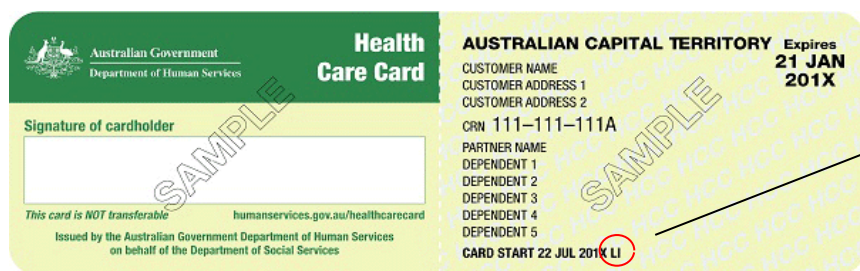 Australian Government
Department of Human Services
Health
Care Card
Signature of cardholder
SAMPLE
This card is NOT transferable
humanservices.gov.au/healthcarecard
Issued by the Australian Government Department of Human Services
on behalf of the Department of Social Services
AUSTRALIAN CAPITAL TERRITORY
Expires
21 JAN
201X
CUSTOMER NAME
CUSTOMER ADDRESS 1
CUSTOMER ADDRESS 2
CRN 111–111–111A
PARTNER NAME
DEPENDENT 1
DEPENDENT 2
DEPENDENT 3
DEPENDENT 4
DEPENDENT 5
SAMPLE
CARD START 22 JUL 201X LI